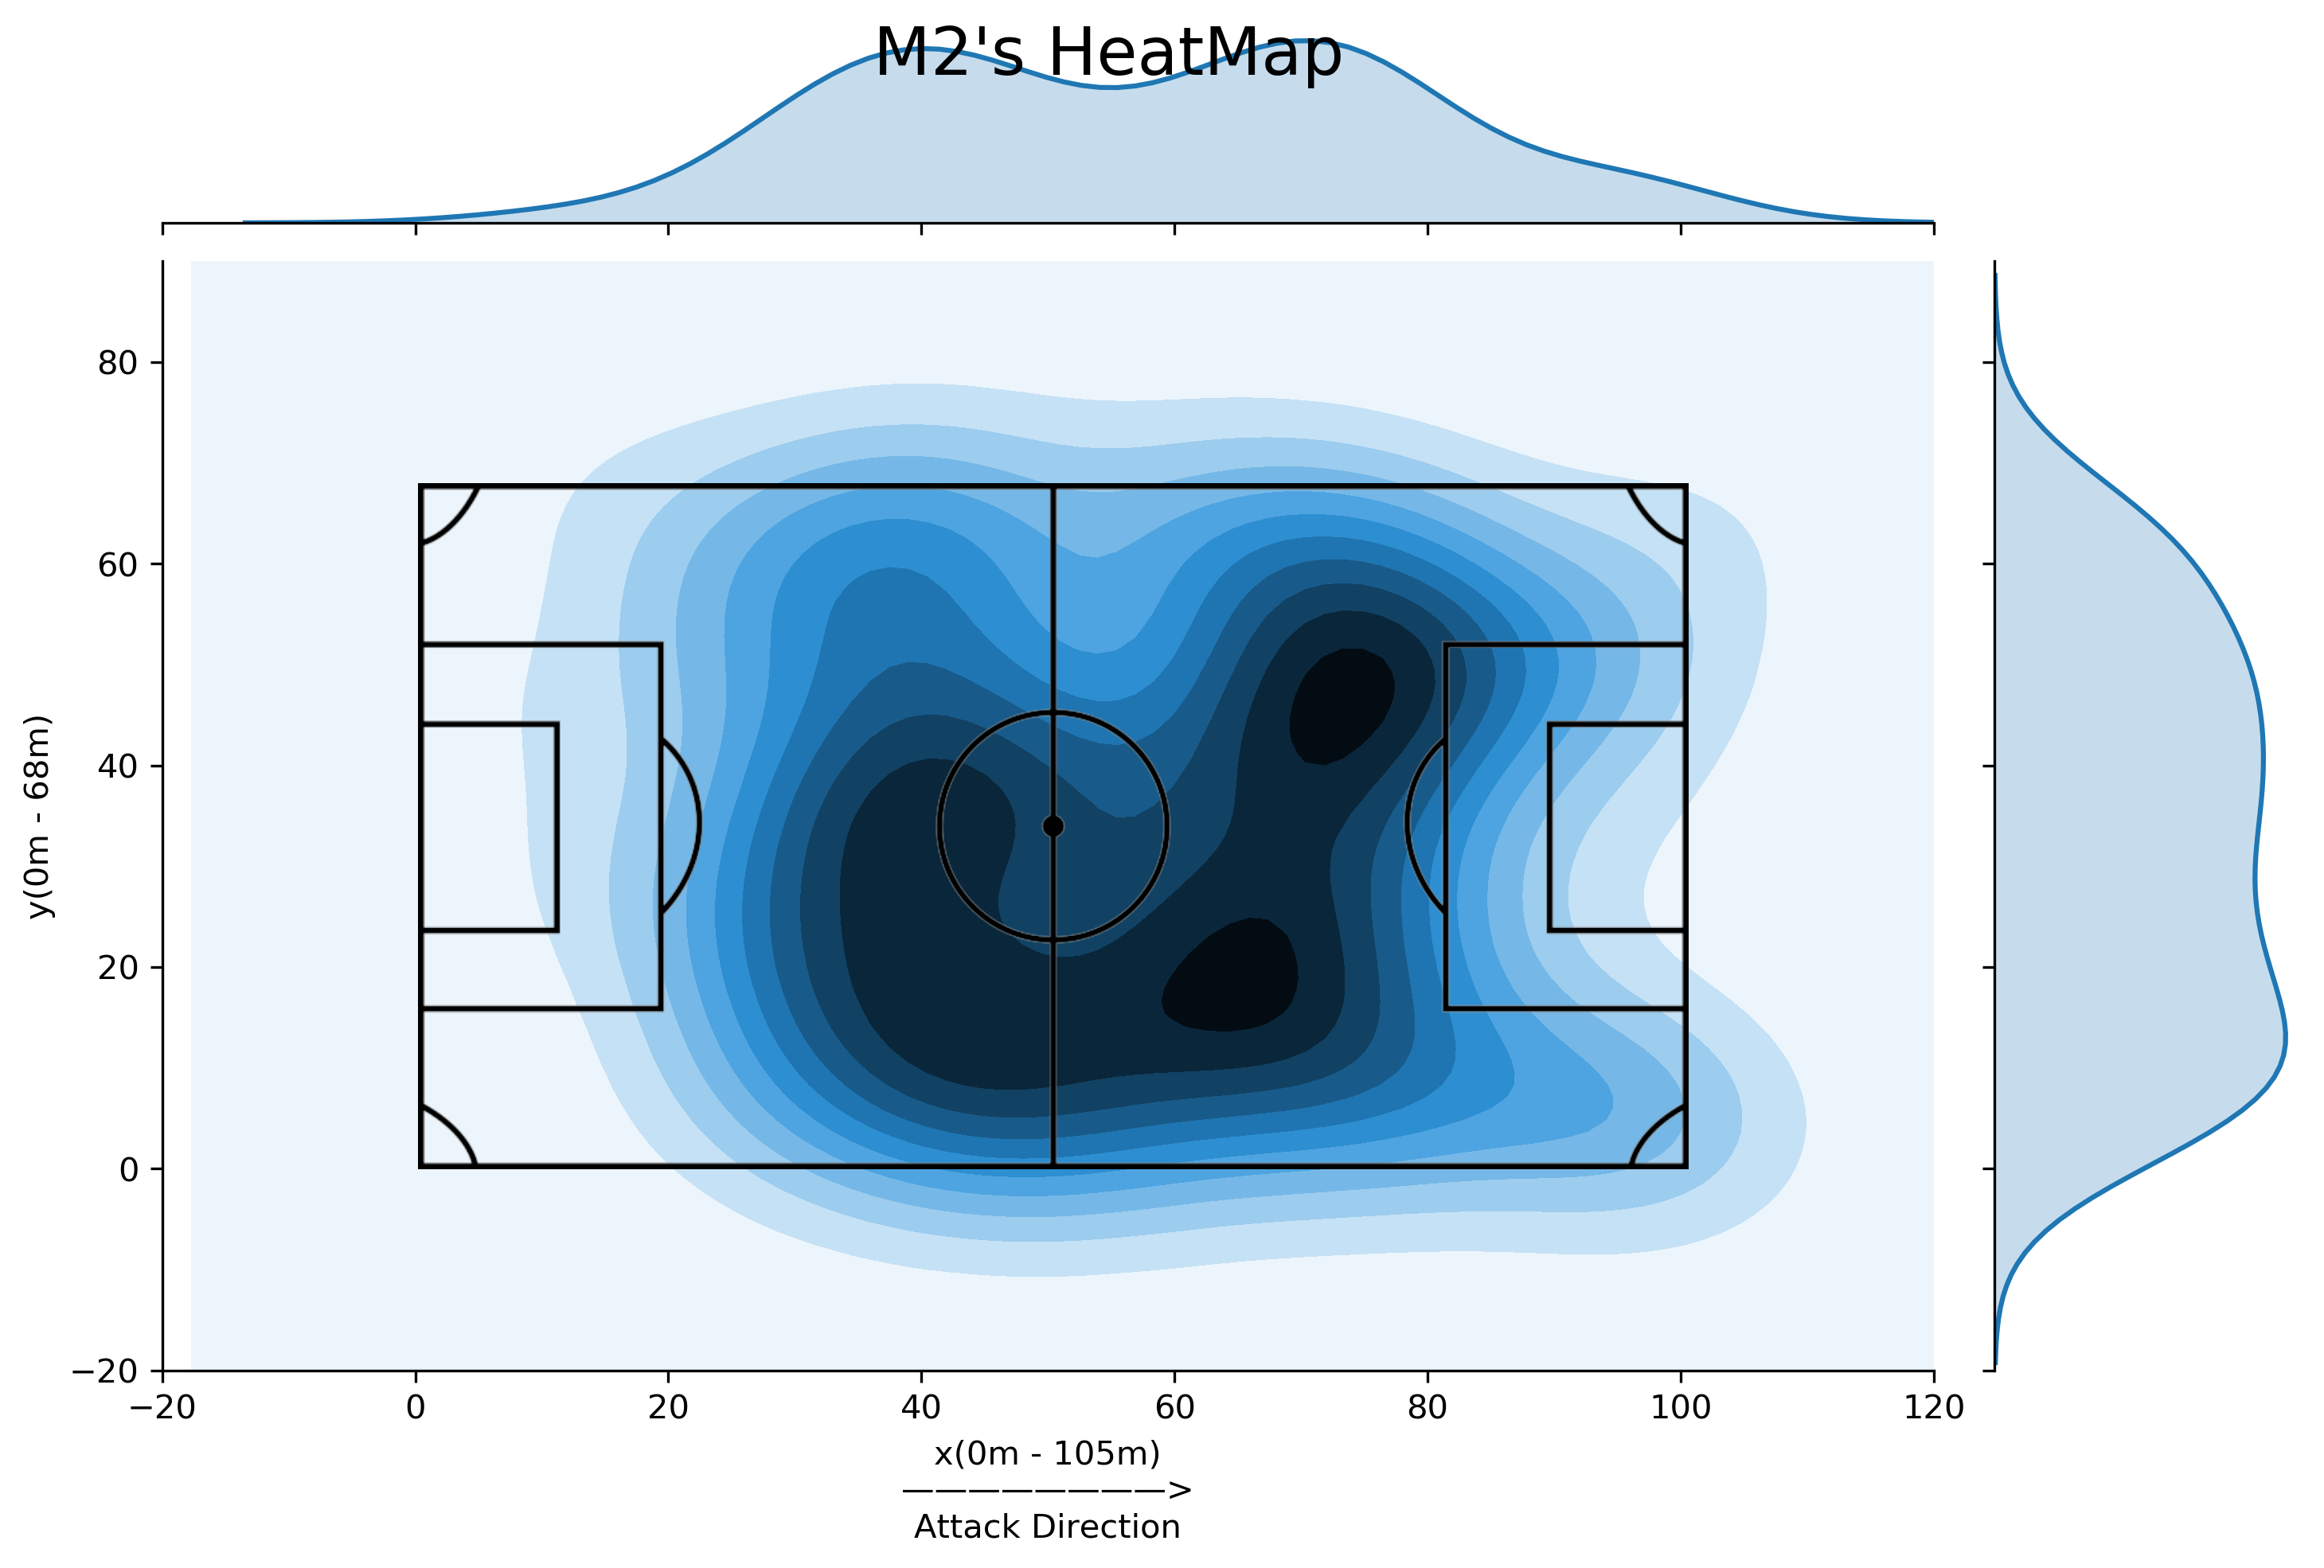 M2's HeatMap
80
60
40
20
0
−20
y(0m - 68m)
−20 0 20 40 60 80 100 120
x(0m - 105m)
————————>
Attack Direction